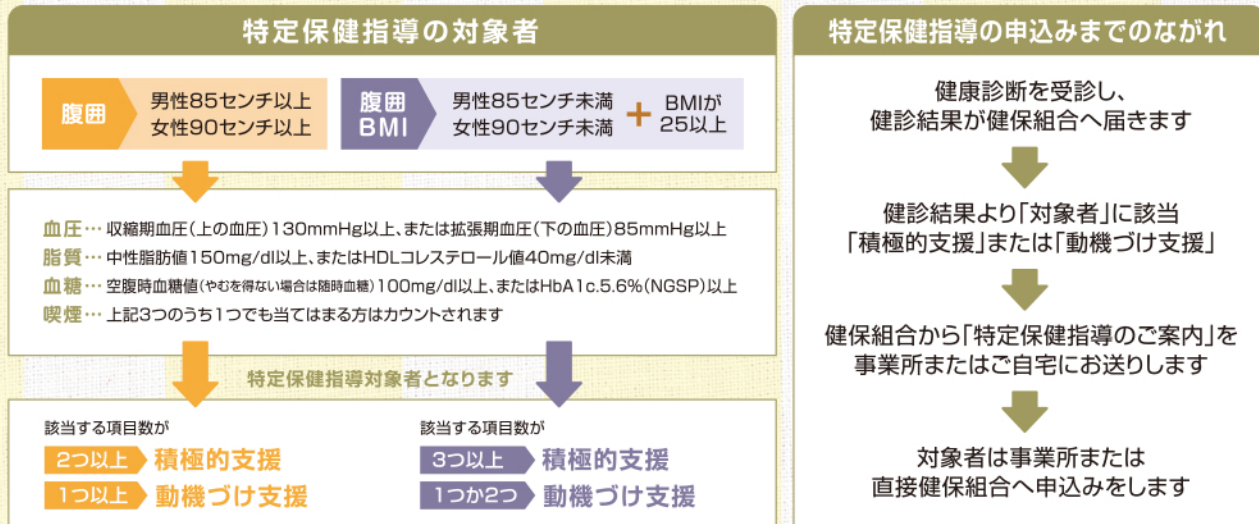 特定保健指導の対象者
腹囲
男性85センチ以上
女性90センチ以上
腹囲
BMI
男性85センチ未満
女性90センチ未満
+
BMIが
25以上
血圧…収縮期血圧(上の血圧)130mmHg以上、または拡張期血圧(下の血圧)85mmHg以上
脂質…中性脂肪値150mg/dl以上、またはHDLコレステロール値40mg/dl未満
血糖…空腹時血糖値(やむを得ない場合は随時血糖)100mg/dl以上、またはHbA1c.5.6%(NGSP)以上
喫煙…上記3つのうち1つでも当てはまる方はカウントされます
特定保健指導対象者となります
該当する項目数が
2つ以上 積極的支援
1つ以上 動機づけ支援
該当する項目数が
3つ以上 積極的支援
1つか2つ 動機づけ支援
特定保健指導の申込みまでのながれ
健康診断を受診し、
健診結果が健保組合へ届きます
健診結果より「対象者」に該当
「積極的支援」または「動機づけ支援」
健保組合から「特定保健指導のご案内」を
事業所またはご自宅にお送りします
対象者は事業所または
直接健保組合へ申込みをします